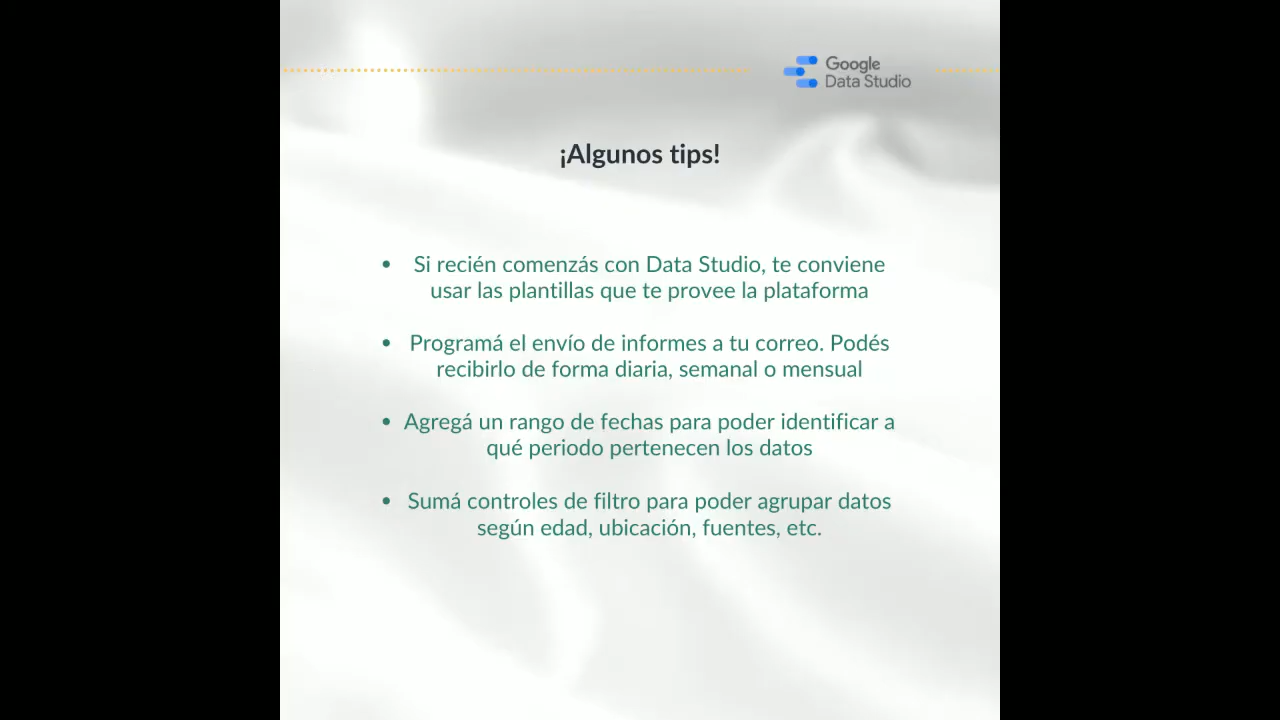 Google
Data Studio
¡Algunos tips!
• Si recién comenzás con Data Studio, te conviene
usar las plantillas que te provee la plataforma
• Programá el envío de informes a tu correo. Podés
recibirlo de forma diaria, semanal o mensual
• Agregá un rango de fechas para poder identificar a
qué periodo pertenecen los datos
• Sumá controles de filtro para poder agrupar datos
según edad, ubicación, fuentes, etc.